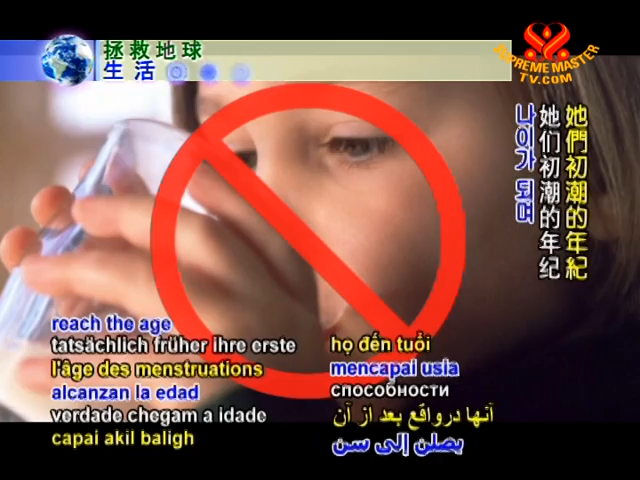 拯救地球
生活
SUPREME MASTER
TV.COM
她們初潮的年紀
她们初潮的年纪
나이가 되며
reach the age
tatsächlich früher ihre erste
l'âge des menstruations
alcanzan la edad
verdade chegam a idade
capai akil baligh
họ đến tuổi
mencapai usia
способности
آنها درواقع بعد از آن
يصلن إلى سن